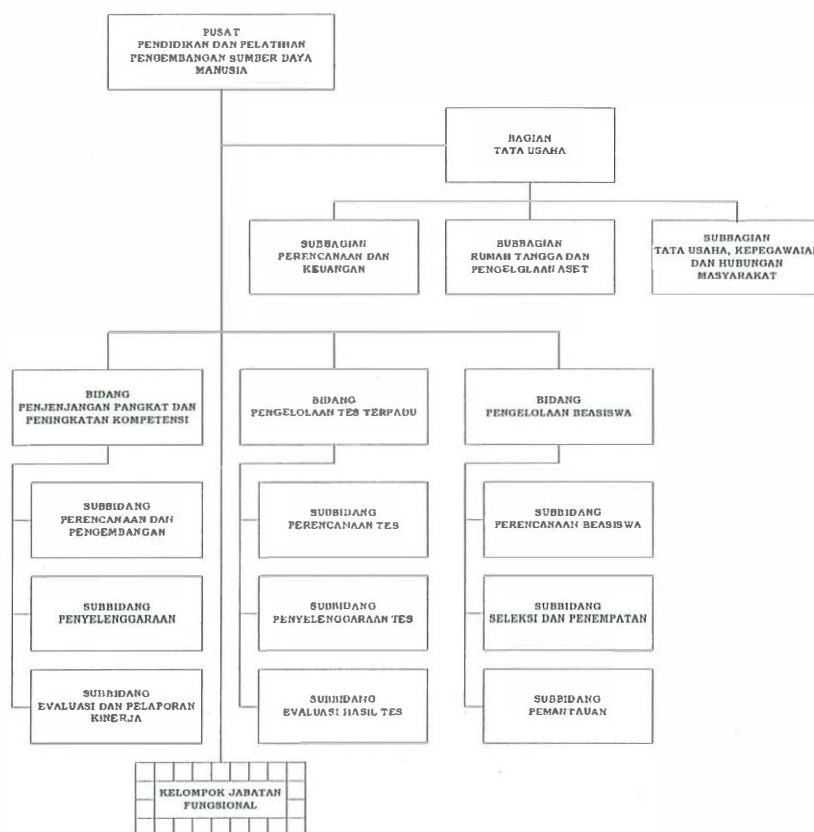 PUSAT
PENDIDIKAN DAN PELATIHAN
PENGEMBANGAN SUMBER DAYA
MANUSIA
BAGIAN
TATA USAHA
SUBBAGIAN
PERENCANAAN DAN
KEUANGAN
SUBBAGIAN
RUMAH TANGGA DAN
PENGELOLAAN ASET
SUBBAGIAN
TATA USAHA, KEPEGAWAIAN
DAN HUBUNGAN
MASYARAKAT
BIDANG
PENJENJANGAN PANGKAT DAN
PENINGKATAN KOMPETENSI
BIDANG
PENGELOLAAN TES TERPADU
BIDANG
PENGELOLAAN BEASISWA
SUBBIDANG
PERENCANAAN DAN
PENGEMBANGAN
SUBBIDANG
PERENCANAAN TES
SUBBIDANG
PERENCANAAN BEASISWA
SUBBIDANG
PENYELENGGARAAN
SUBBIDANG
PENYELENGGARAAN TES
SUBBIDANG
SELEKSI DAN PENEMPATAN
SUBBIDANG
EVALUASI DAN PELAPORAN
KINERJA
SUBBIDANG
EVALUASI HASIL TES
SUBBIDANG
PEMANTAUAN
KELOMPOK JABATAN
FUNGSIONAL